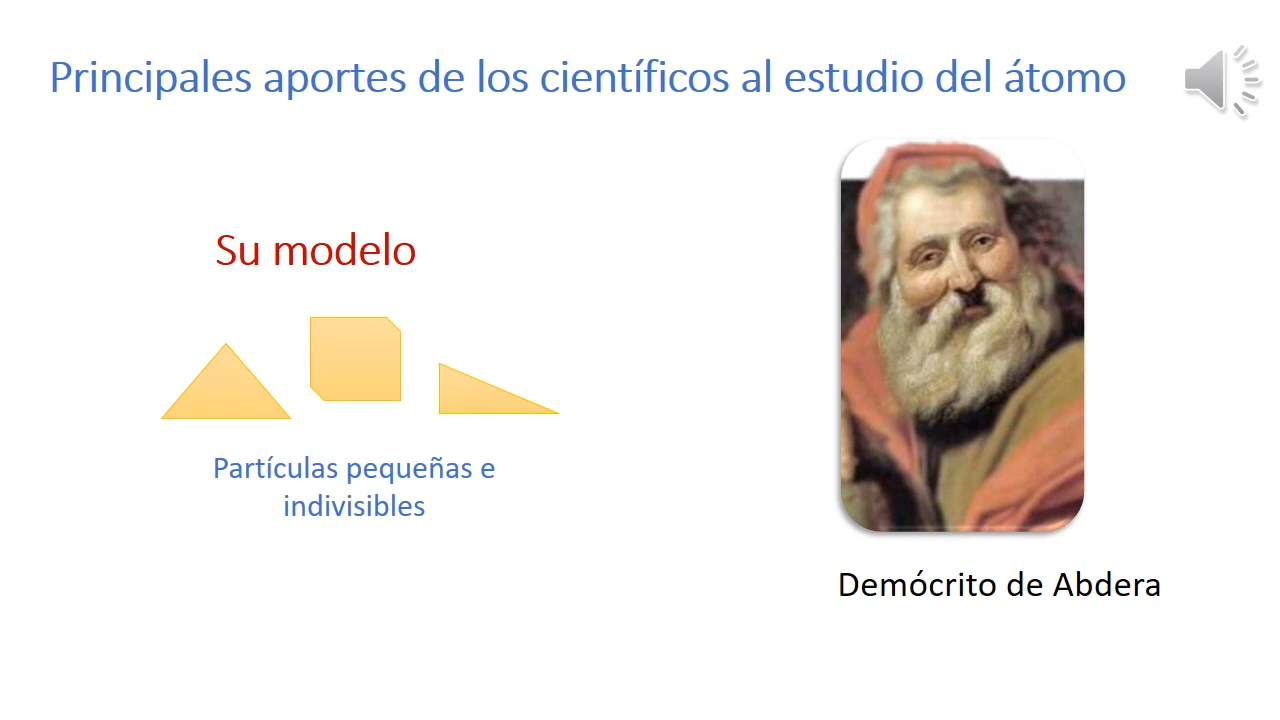 Principales aportes de los científicos al estudio del átomo
Su modelo
Partículas pequeñas e
indivisibles
Demócrito de Abdera